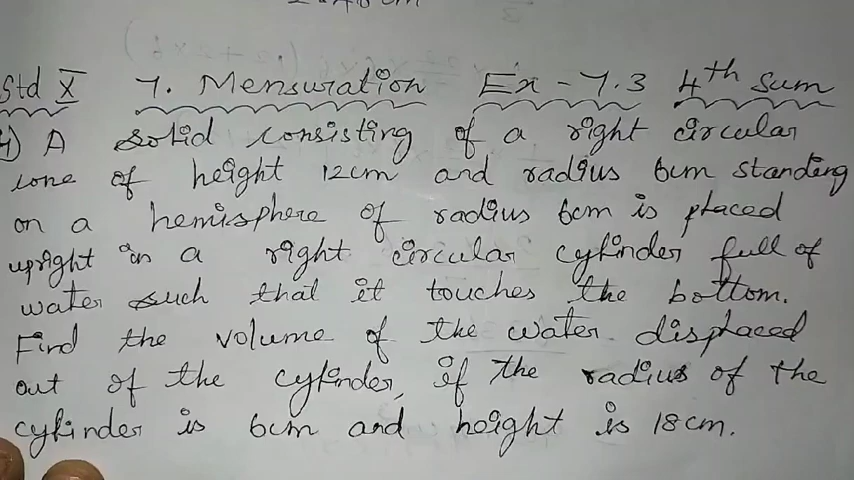 Std X 7. Mensuration Ex - 7.3 4th Sum
4) A solid consisting of a right circular
cone of height 12cm and radius 6cm standing
on a hemisphere of radius 6cm is placed
upright in a right circular cylinder full of
water such that it touches the bottom.
Find the volume of the water displaced
out of the cylinder, if the radius of the
cylinder is 6cm and height is 18cm.